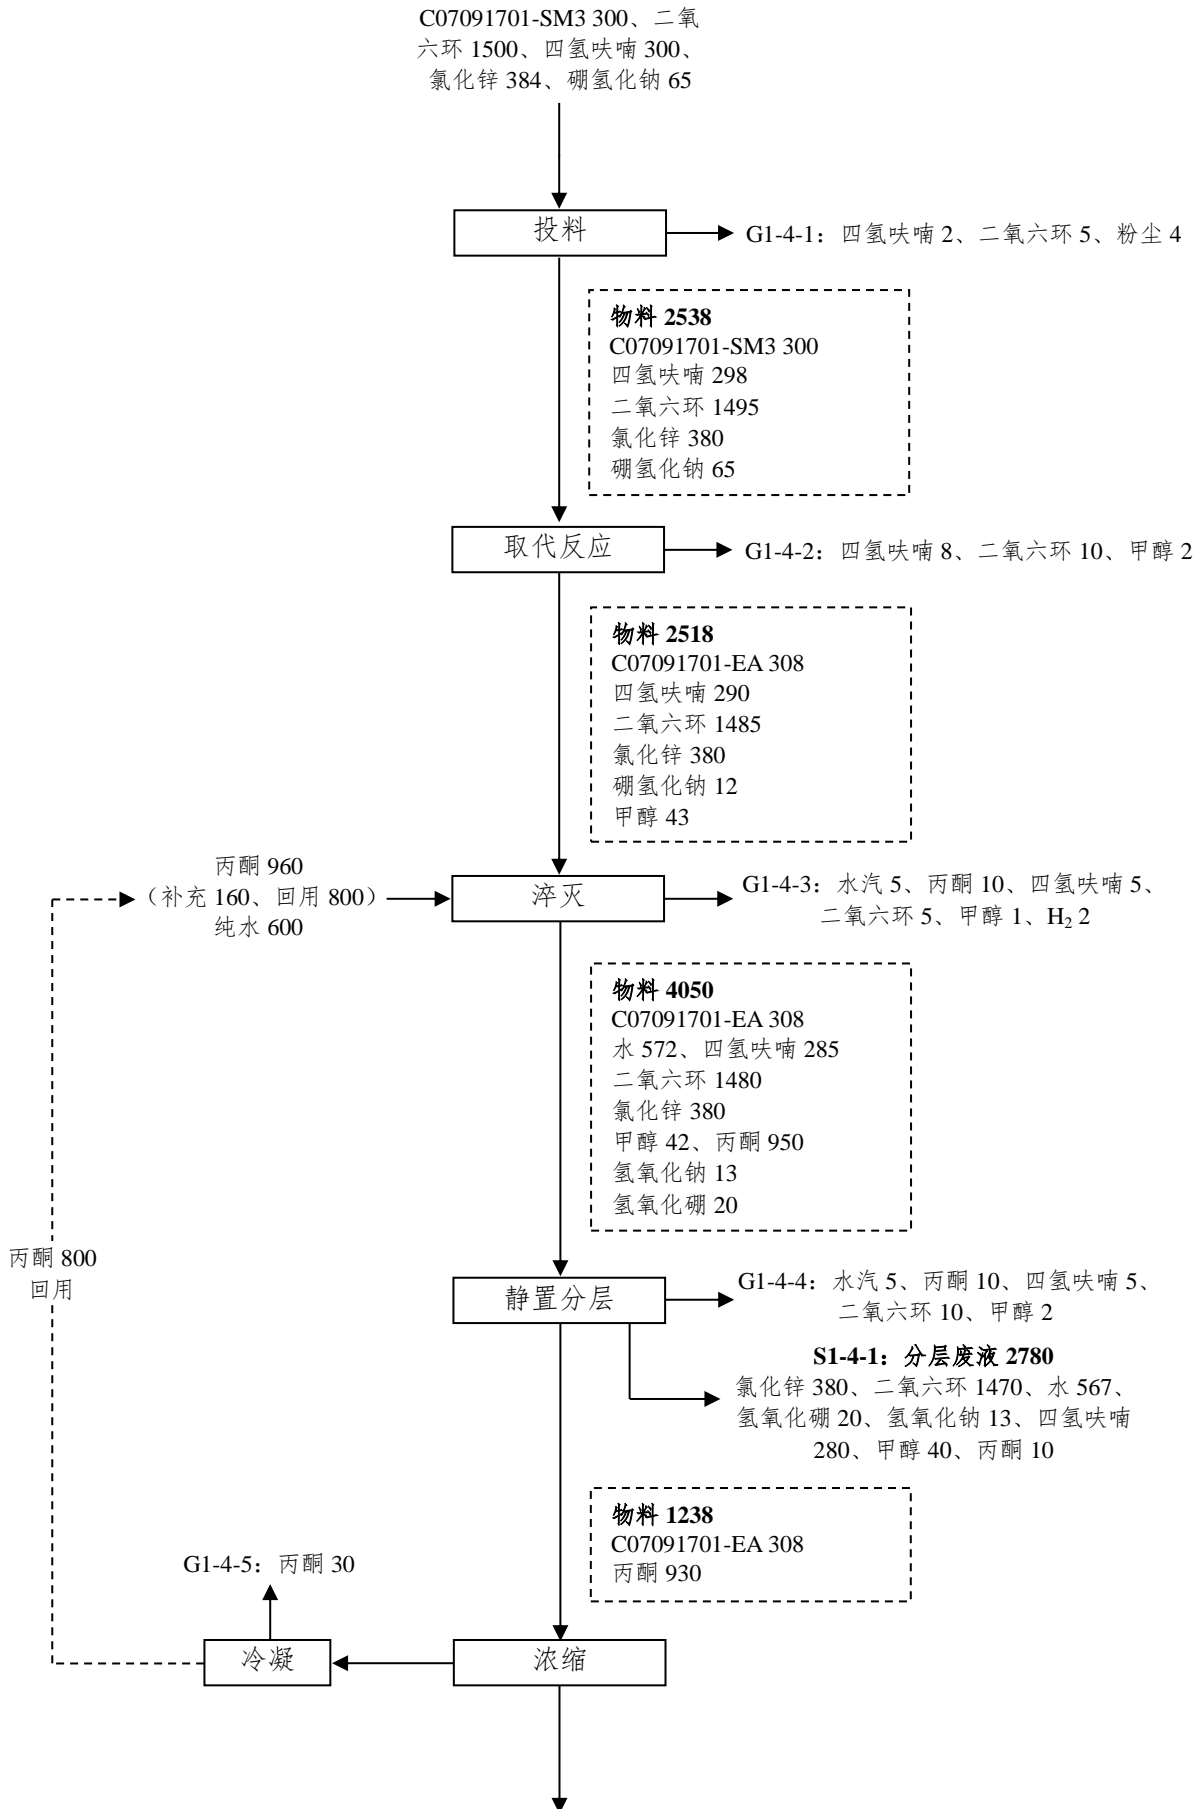 C07091701-SM3 300、二氧
六环 1500、四氢呋喃 300、
氯化锌 384、硼氢化钠 65
投料
G1-4-1：四氢呋喃 2、二氧六环 5、粉尘 4
物料 2538
C07091701-SM3 300
四氢呋喃 298
二氧六环 1495
氯化锌 380
硼氢化钠 65
取代反应
G1-4-2：四氢呋喃 8、二氧六环 10、甲醇 2
物料 2518
C07091701-EA 308
四氢呋喃 290
二氧六环 1485
氯化锌 380
硼氢化钠 12
甲醇 43
丙酮 960
（补充 160、回用 800）
纯水 600
淬灭
G1-4-3：水汽 5、丙酮 10、四氢呋喃 5、
二氧六环 5、甲醇 1、H₂ 2
物料 4050
C07091701-EA 308
水 572、四氢呋喃 285
二氧六环 1480
氯化锌 380
甲醇 42、丙酮 950
氢氧化钠 13
氢氧化硼 20
丙酮 800
回用
静置分层
G1-4-4：水汽 5、丙酮 10、四氢呋喃 5、
二氧六环 10、甲醇 2
S1-4-1：分层废液 2780
氯化锌 380、二氧六环 1470、水 567、
氢氧化硼 20、氢氧化钠 13、四氢呋喃
280、甲醇 40、丙酮 10
物料 1238
C07091701-EA 308
丙酮 930
G1-4-5：丙酮 30
冷凝
浓缩